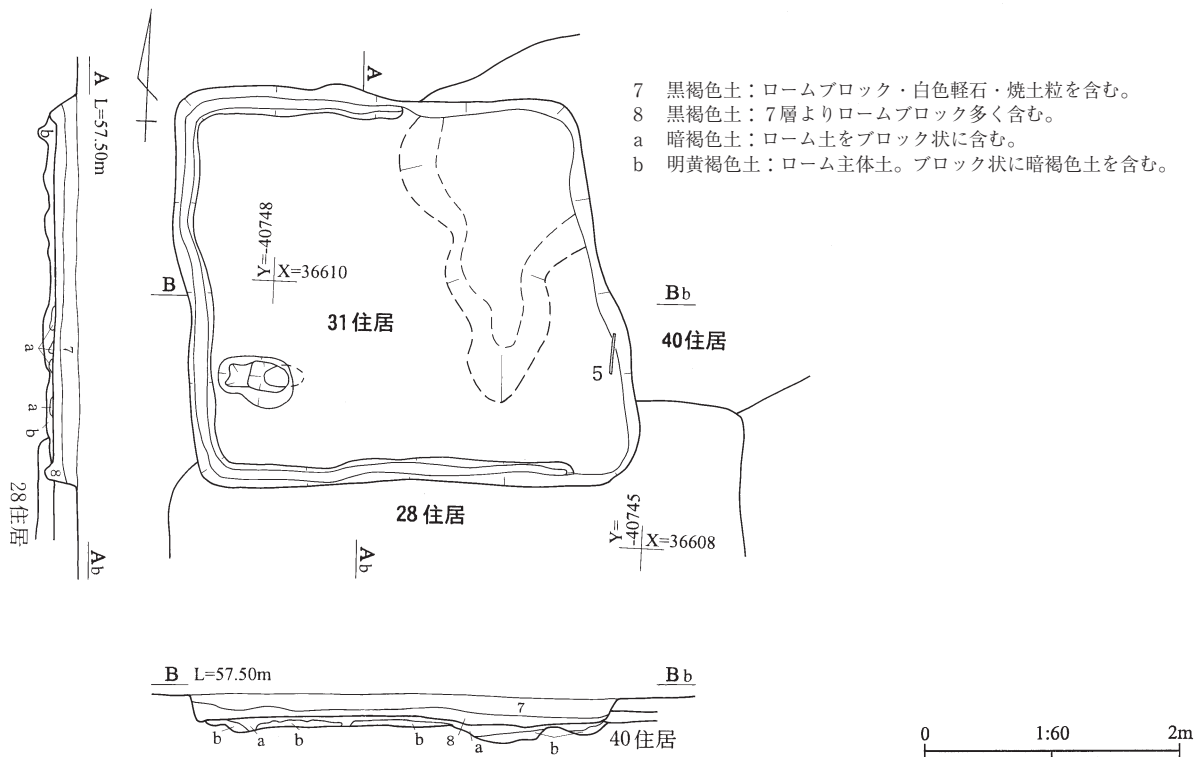 7　黒褐色土：ロームブロック・白色軽石・焼土粒を含む。
8　黒褐色土：７層よりロームブロック多く含む。
a　暗褐色土：ローム土をブロック状に含む。
b　明黄褐色土：ローム主体土。ブロック状に暗褐色土を含む。
A L=57.50m
b
a
7
a
b
8
28住居
Ab
A
Y=-40748
X=36610
B
31住居
Bb
40住居
5
28住居
Y=-40745
X=36608
Ab
B L=57.50m
Bb
7
b a b b 8 a b
40住居
0 1:60 2m